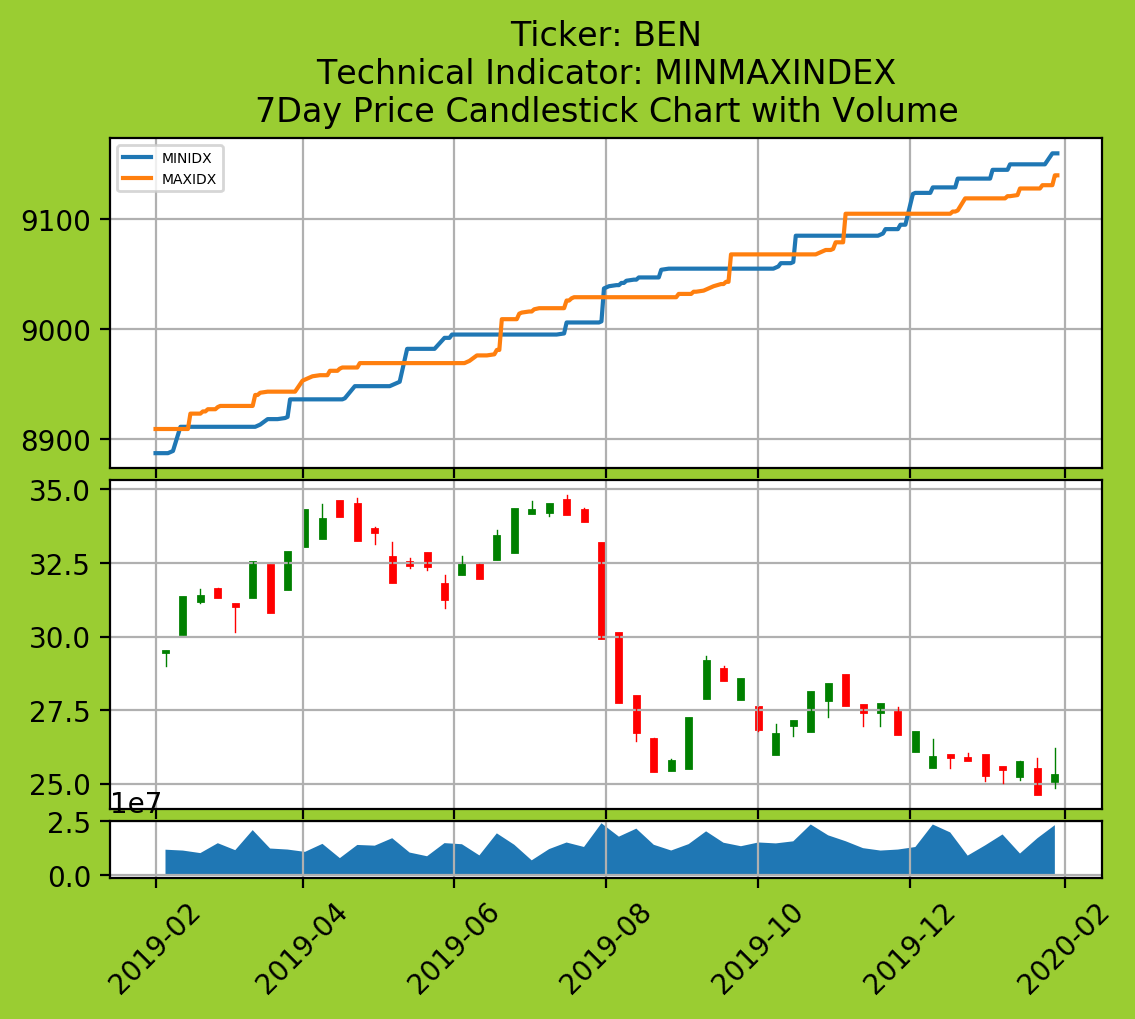 Ticker: BEN
Technical Indicator: MINMAXINDEX
7Day Price Candlestick Chart with Volume
MINIDX
MAXIDX
9100
9000
8900
35.0
32.5
30.0
27.5
25.0
1e7
2.5
0.0
2019-02
2019-04
2019-06
2019-08
2019-10
2019-12
2020-02